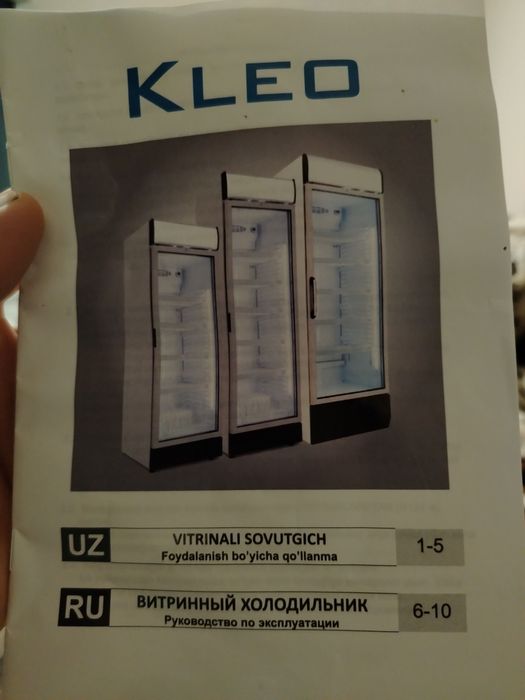 KLEO
UZ
VITRINALI SOVUTGICH
Foydalanish bo'yicha qo'llanma
1-5
RU
ВИТРИННЫЙ ХОЛОДИЛЬНИК
Руководство по эксплуатации
6-10